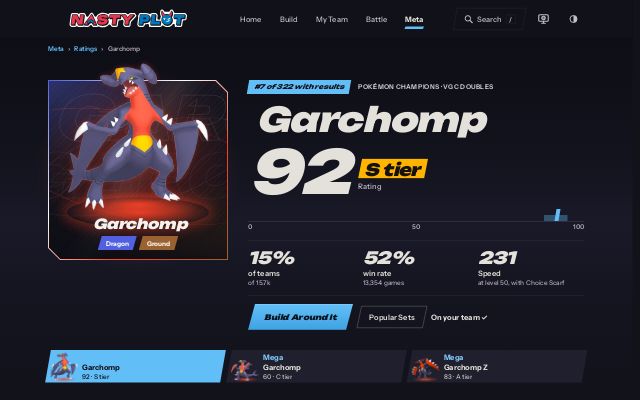 NASTY PLOT
Home Build My Team Battle Meta Search /
Meta › Ratings › Garchomp
#7 of 322 with results POKÉMON CHAMPIONS · VGC DOUBLES
Garchomp
92 S tier
Rating
0 50 100
Garchomp
Dragon Ground
15% 52% 231
of teams win rate Speed
of 15.7k 13,354 games at level 50, with Choice Scarf
Build Around It Popular Sets On your team ✓
Garchomp
92 · S tier
Mega
Garchomp
60 · C tier
Mega
Garchomp Z
83 · A tier